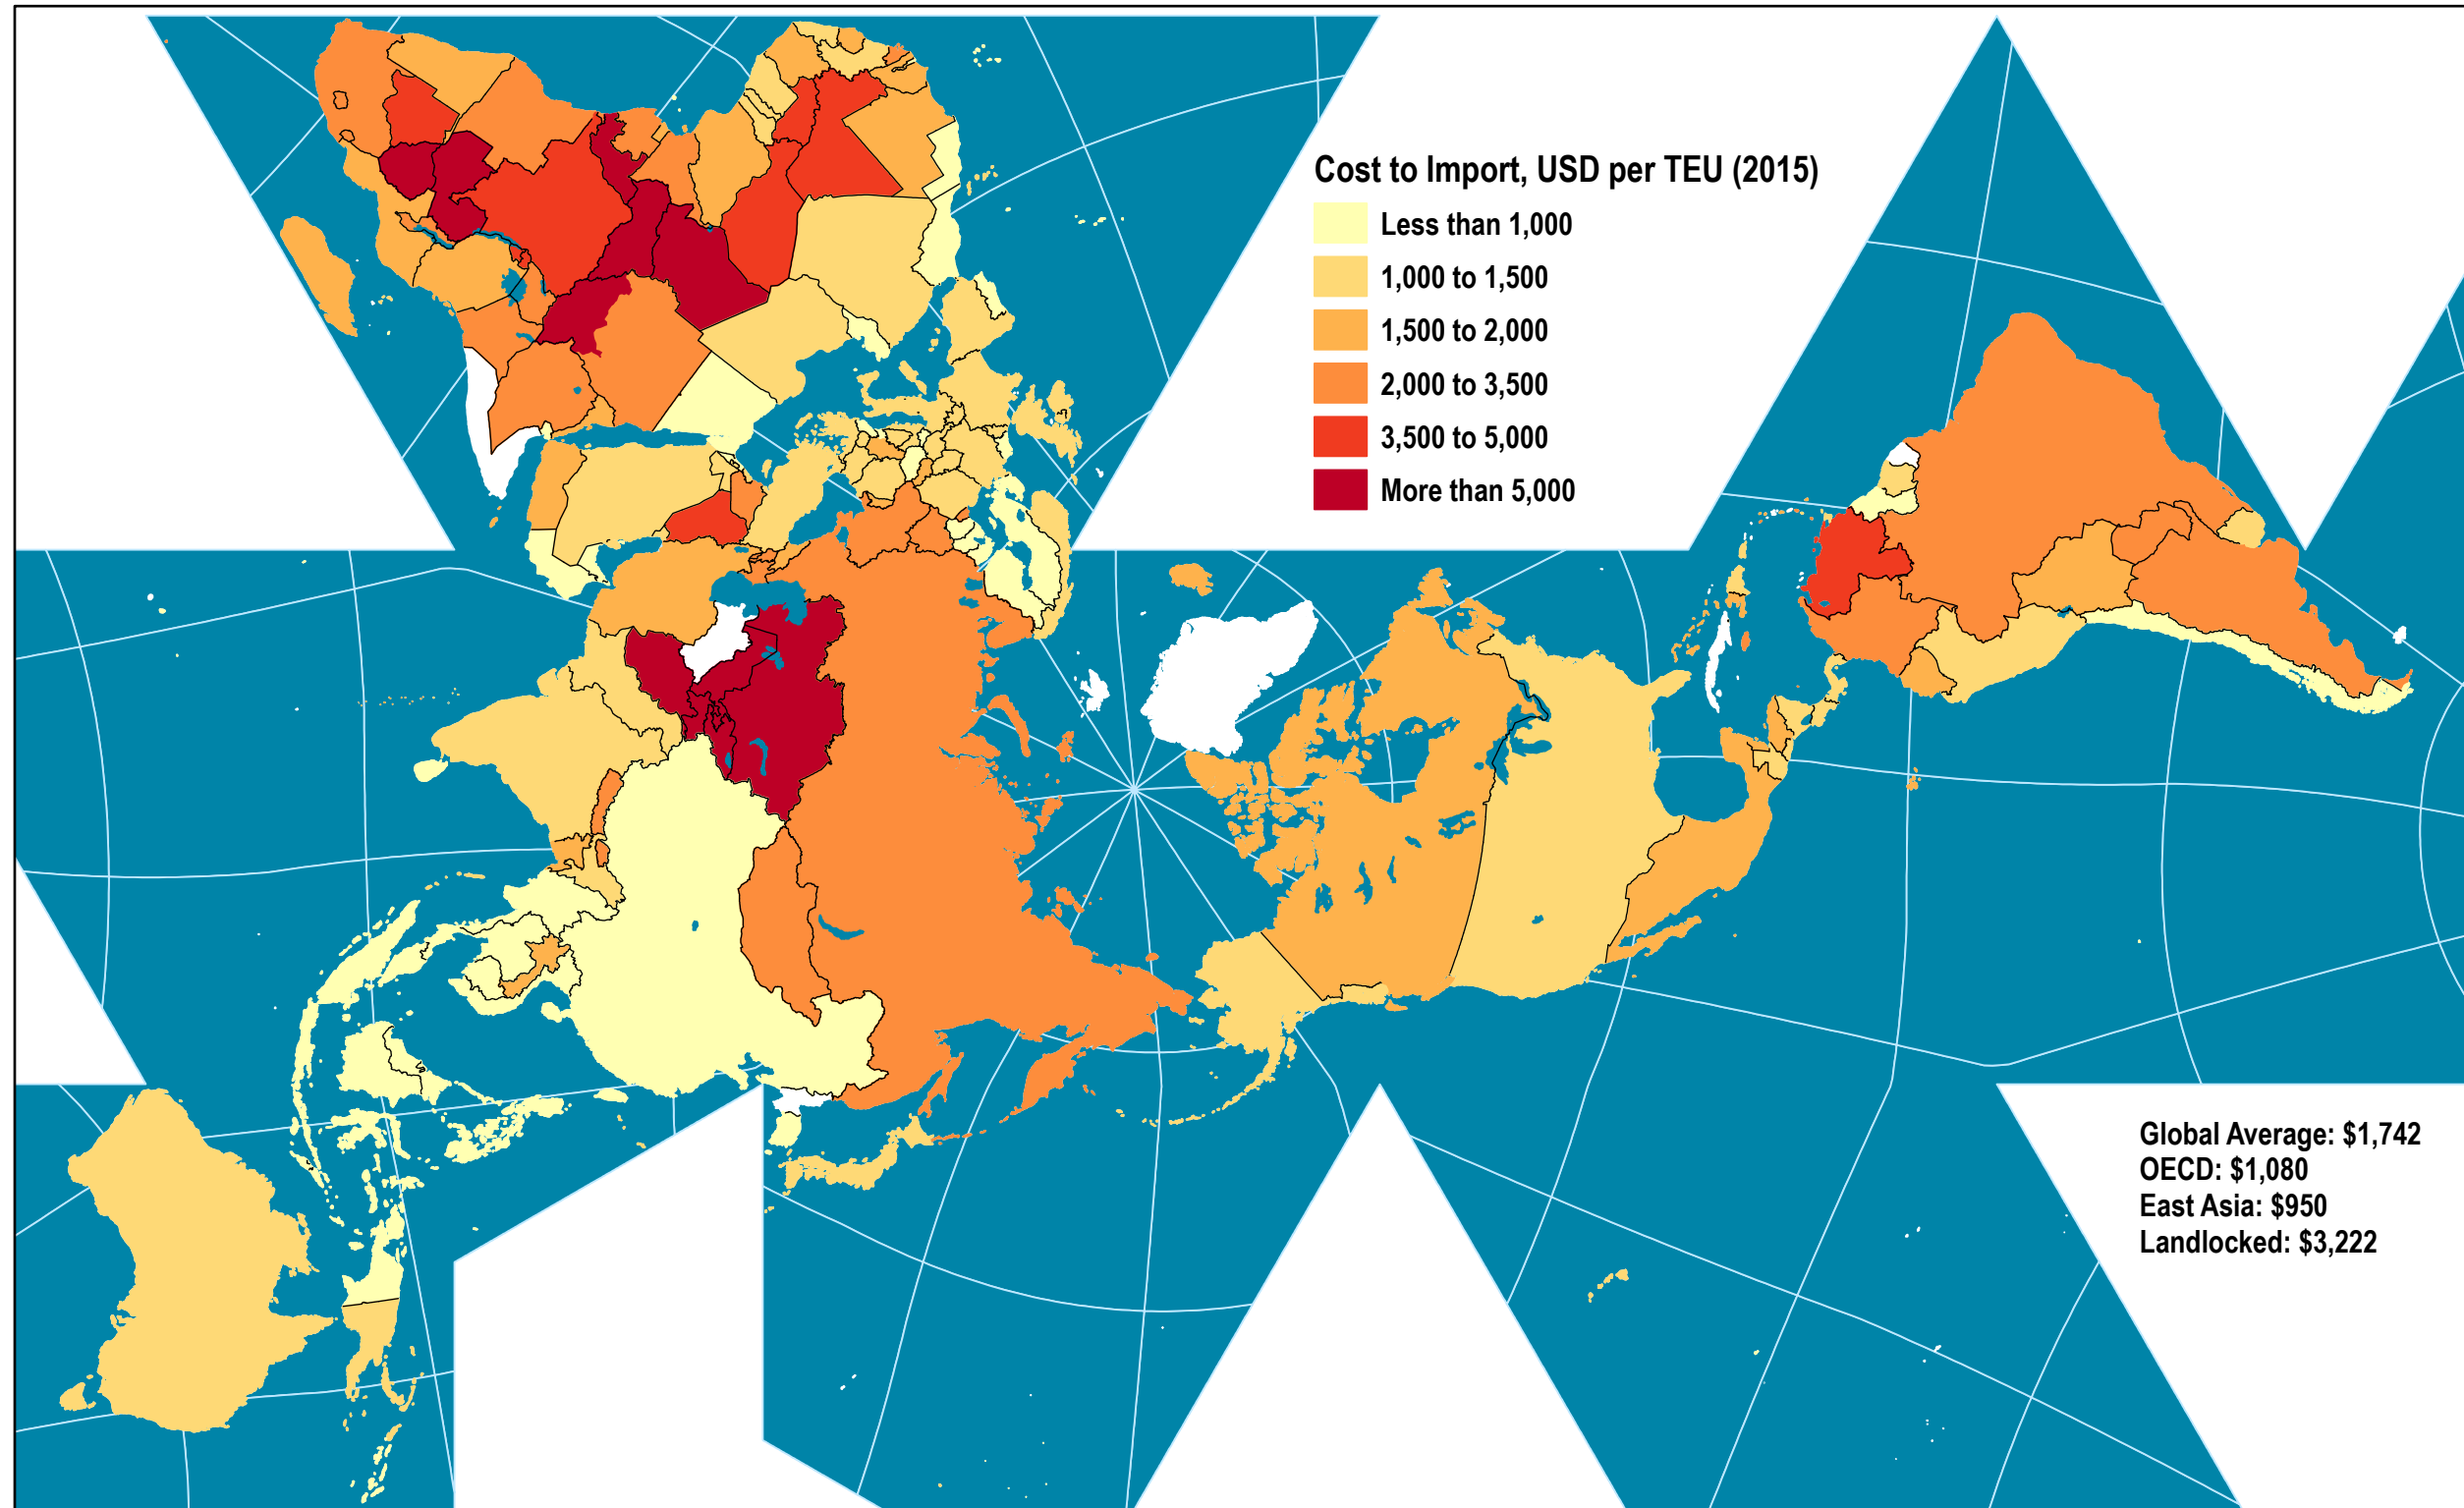 Cost to Import, USD per TEU (2015)
Less than 1,000
1,000 to 1,500
1,500 to 2,000
2,000 to 3,500
3,500 to 5,000
More than 5,000
Global Average: $1,742
OECD: $1,080
East Asia: $950
Landlocked: $3,222